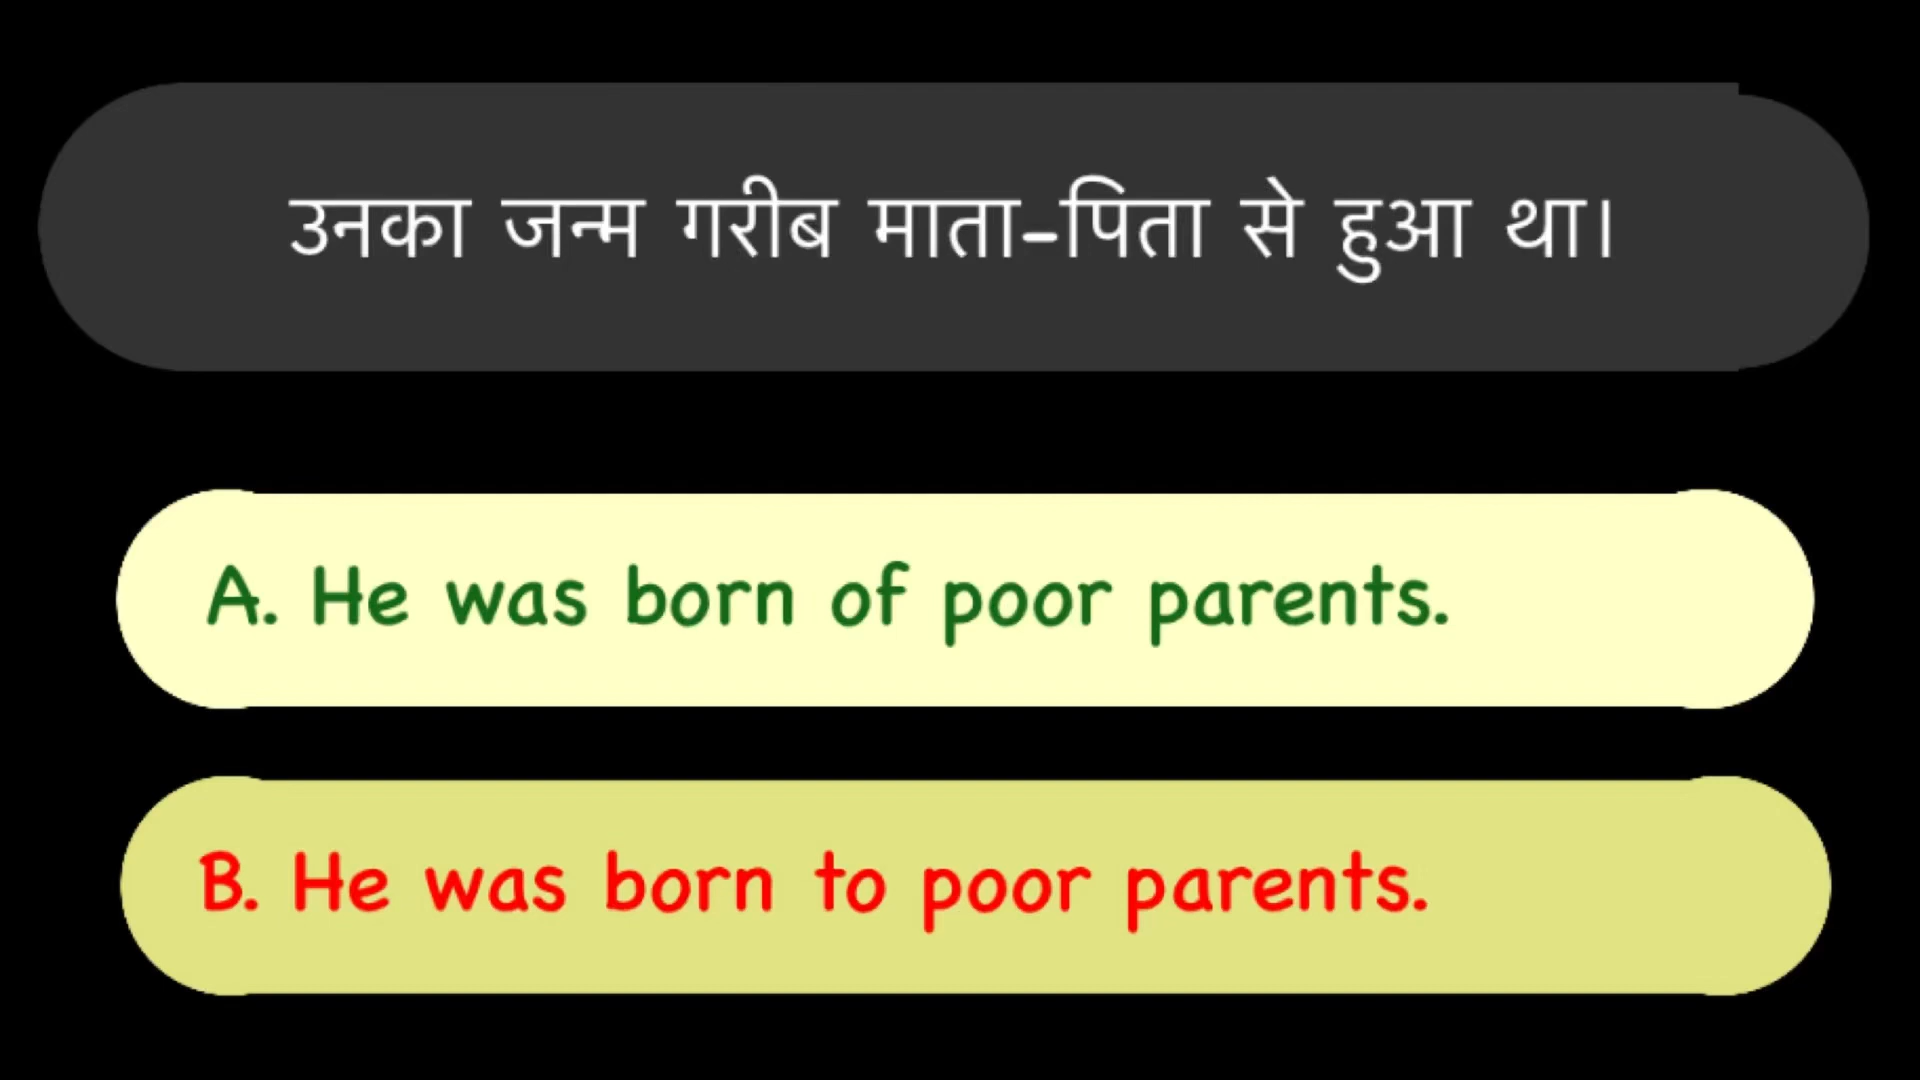 उनका जन्म गरीब माता-पिता से हुआ था।
A. He was born of poor parents.
B. He was born to poor parents.